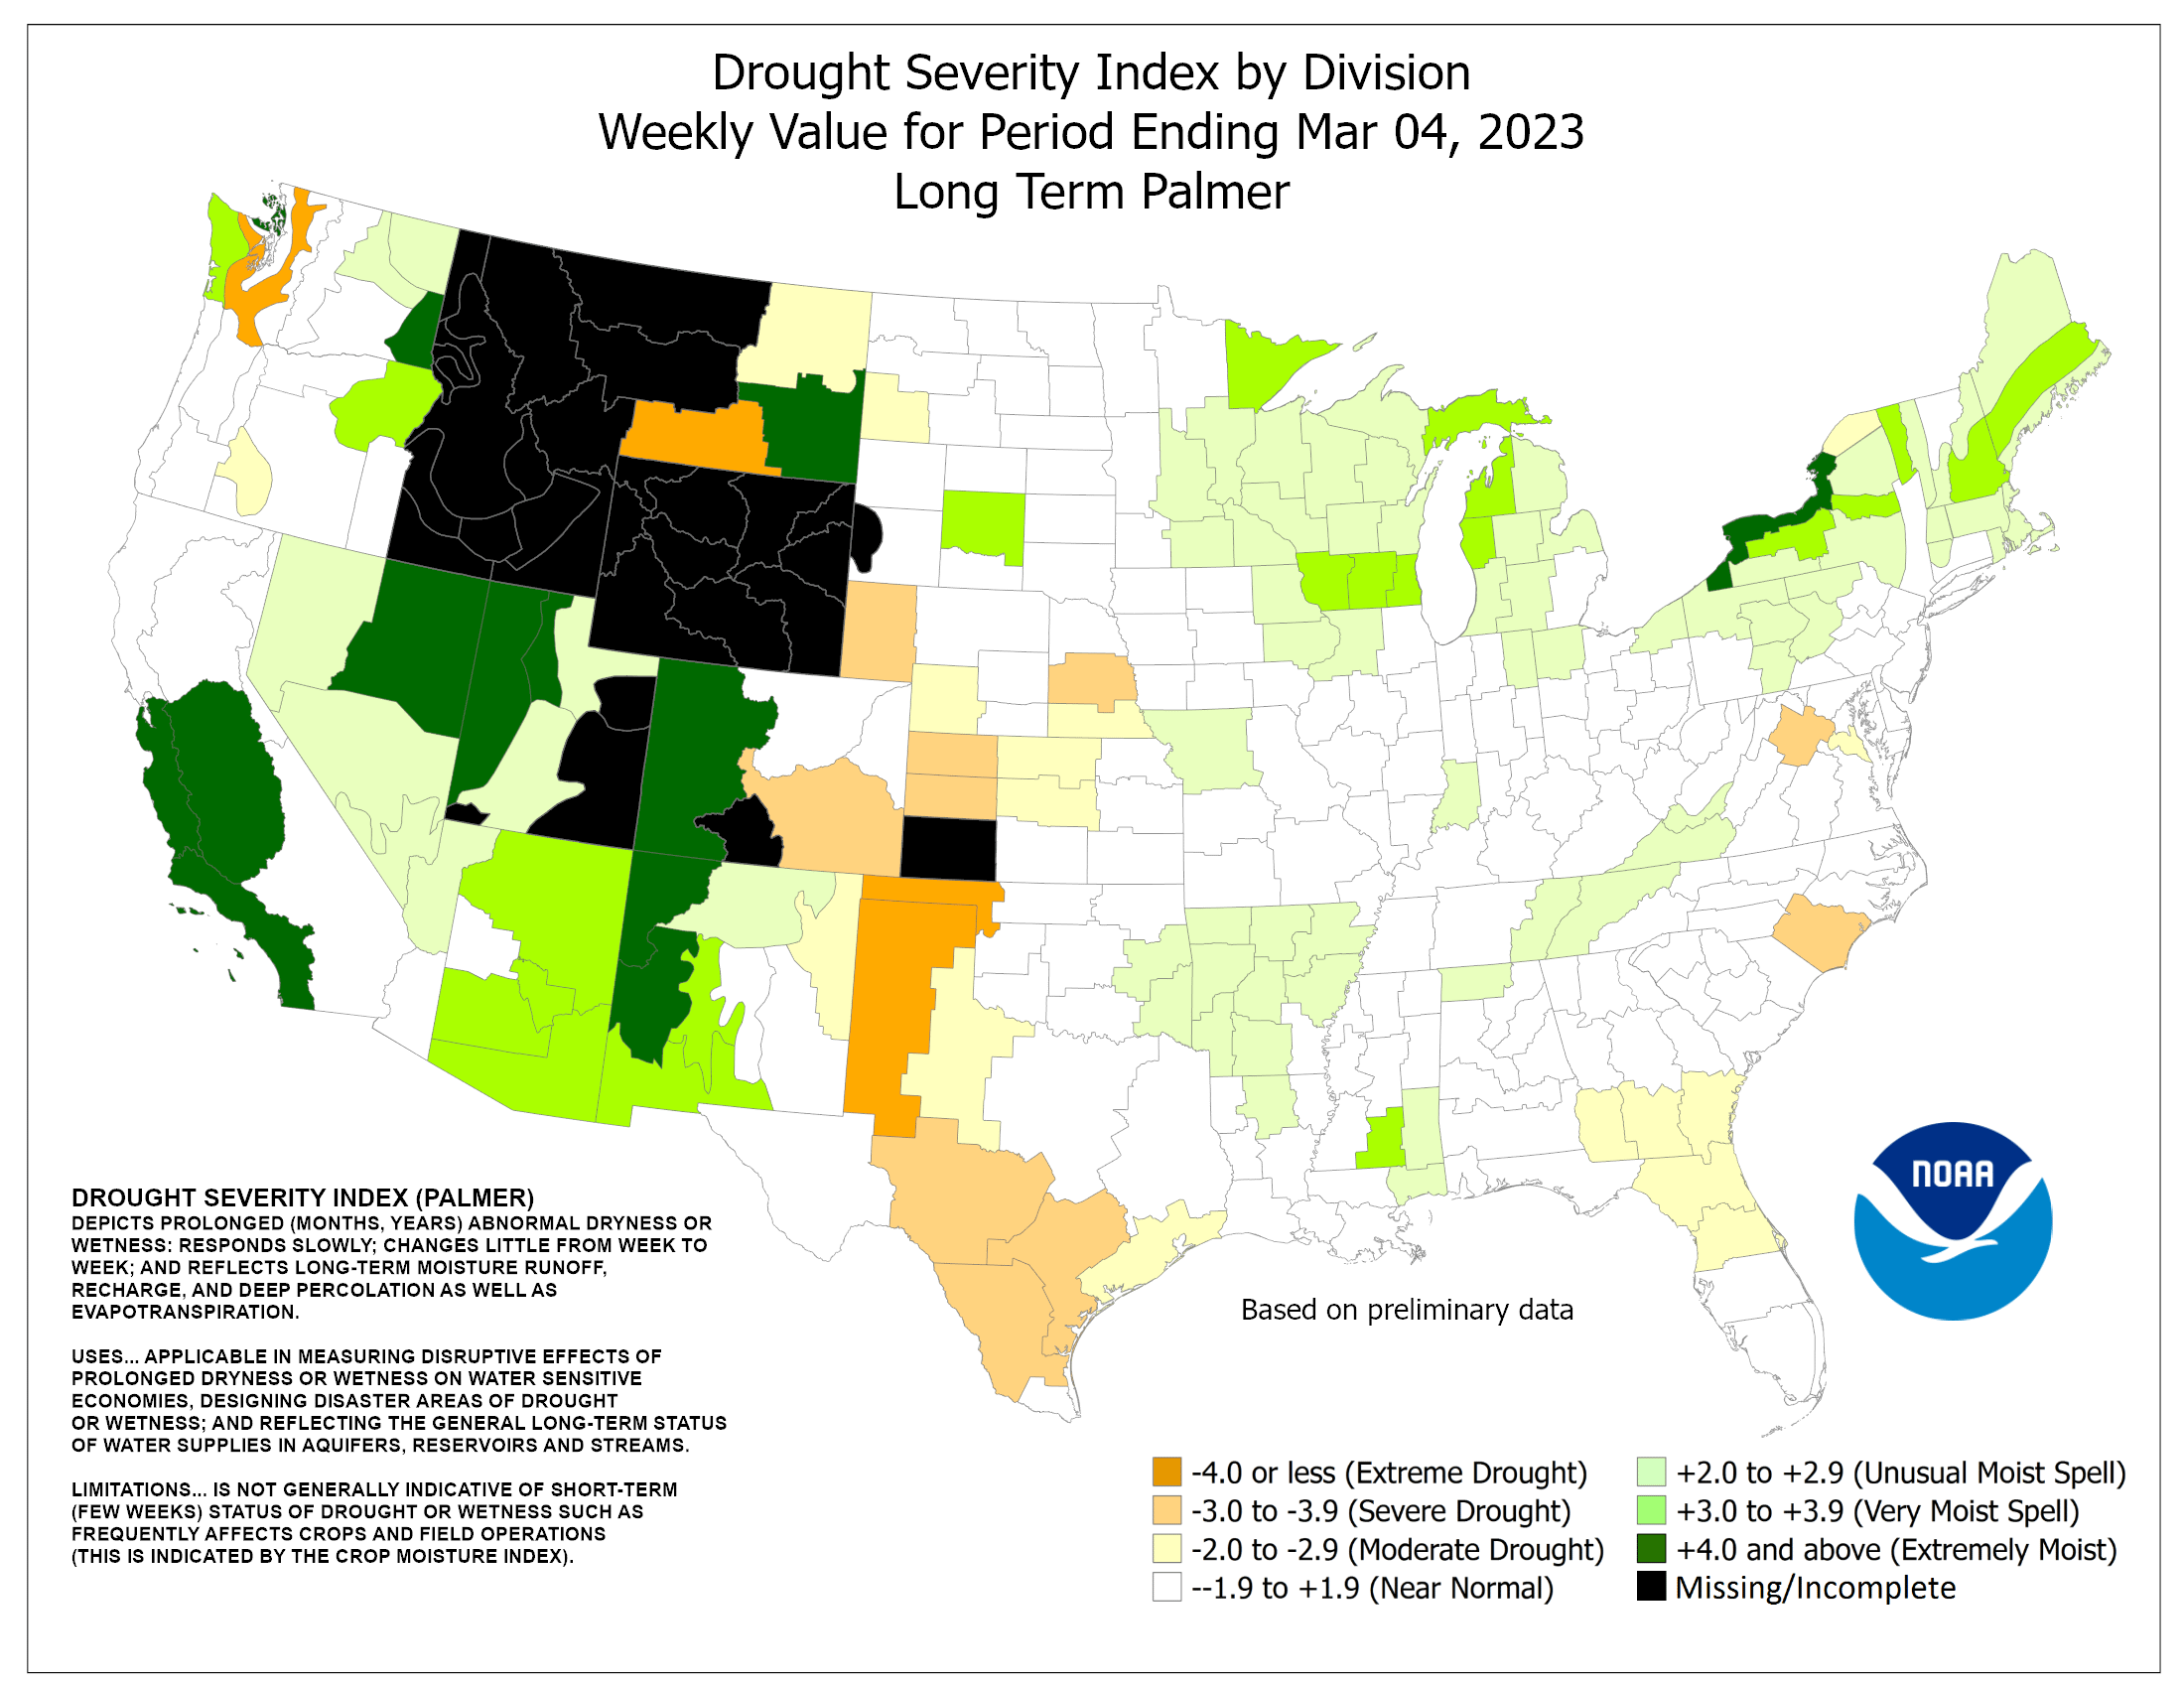 Drought Severity Index by Division
Weekly Value for Period Ending Mar 04, 2023
Long Term Palmer
NOAA
DROUGHT SEVERITY INDEX (PALMER)
DEPICTS PROLONGED (MONTHS, YEARS) ABNORMAL DRYNESS OR
WETNESS: RESPONDS SLOWLY; CHANGES LITTLE FROM WEEK TO
WEEK; AND REFLECTS LONG-TERM MOISTURE RUNOFF,
RECHARGE, AND DEEP PERCOLATION AS WELL AS
EVAPOTRANSPIRATION.
USES... APPLICABLE IN MEASURING DISRUPTIVE EFFECTS OF
PROLONGED DRYNESS OR WETNESS ON WATER SENSITIVE
ECONOMIES, DESIGNING DISASTER AREAS OF DROUGHT
OR WETNESS; AND REFLECTING THE GENERAL LONG-TERM STATUS
OF WATER SUPPLIES IN AQUIFERS, RESERVOIRS AND STREAMS.
LIMITATIONS... IS NOT GENERALLY INDICATIVE OF SHORT-TERM
(FEW WEEKS) STATUS OF DROUGHT OR WETNESS SUCH AS
FREQUENTLY AFFECTS CROPS AND FIELD OPERATIONS
(THIS IS INDICATED BY THE CROP MOISTURE INDEX).
Based on preliminary data
-4.0 or less (Extreme Drought)
-3.0 to -3.9 (Severe Drought)
-2.0 to -2.9 (Moderate Drought)
--1.9 to +1.9 (Near Normal)
+2.0 to +2.9 (Unusual Moist Spell)
+3.0 to +3.9 (Very Moist Spell)
+4.0 and above (Extremely Moist)
Missing/Incomplete